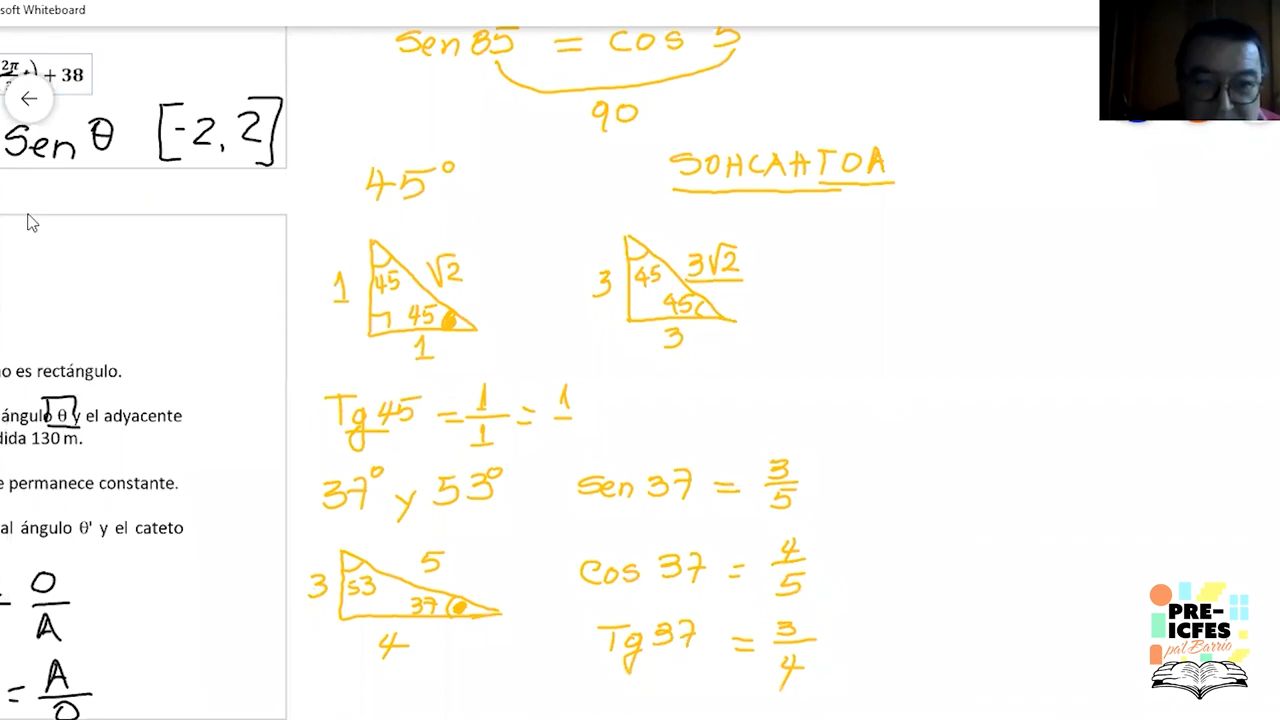 soft Whiteboard
Sen 85 = Cos 5
90
+ 38
Sen θ [-2, 2]
45°
SOHCAHTOA
1 45 √2
45
1
3 45 3√2
45
3
o es rectángulo.
ángulo θ y el adyacente
dida 130 m.
e permanece constante.
al ángulo θ' y el cateto
O
A
= A
O
Tg 45 = 1/1 = 1
37° y 53°
3 53 5
37
4
Sen 37 = 3/5
Cos 37 = 4/5
Tg 37 = 3/4
PRE-
ICFES
pal Barrio